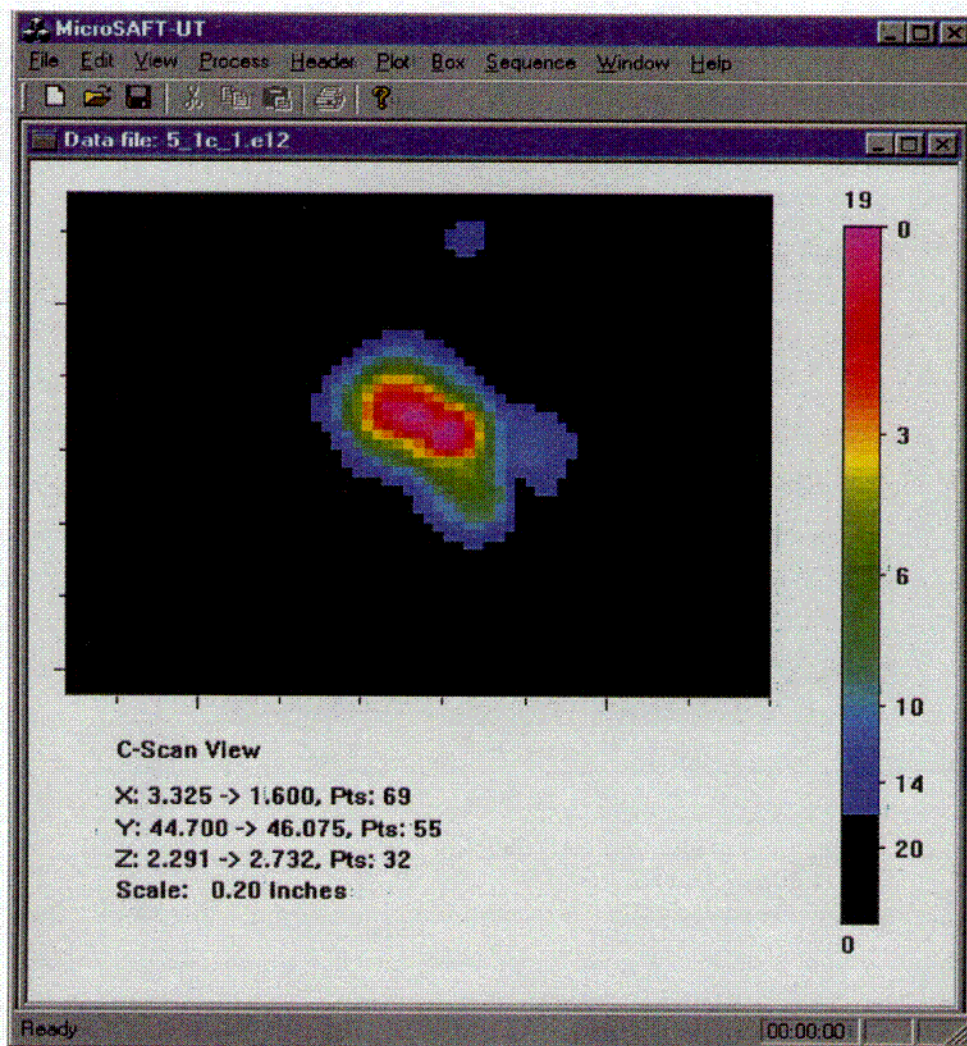 MicroSAFT-UT
File Edit View Process Header Plot Box Sequence Window Help
Data file: 5_1c_1.e12
19
0
3
6
10
14
20
0
C-Scan View
X: 3.325 -> 1.600, Pts: 69
Y: 44.700 -> 46.075, Pts: 55
Z: 2.291 -> 2.732, Pts: 32
Scale: 0.20 Inches
Ready 00:00:00